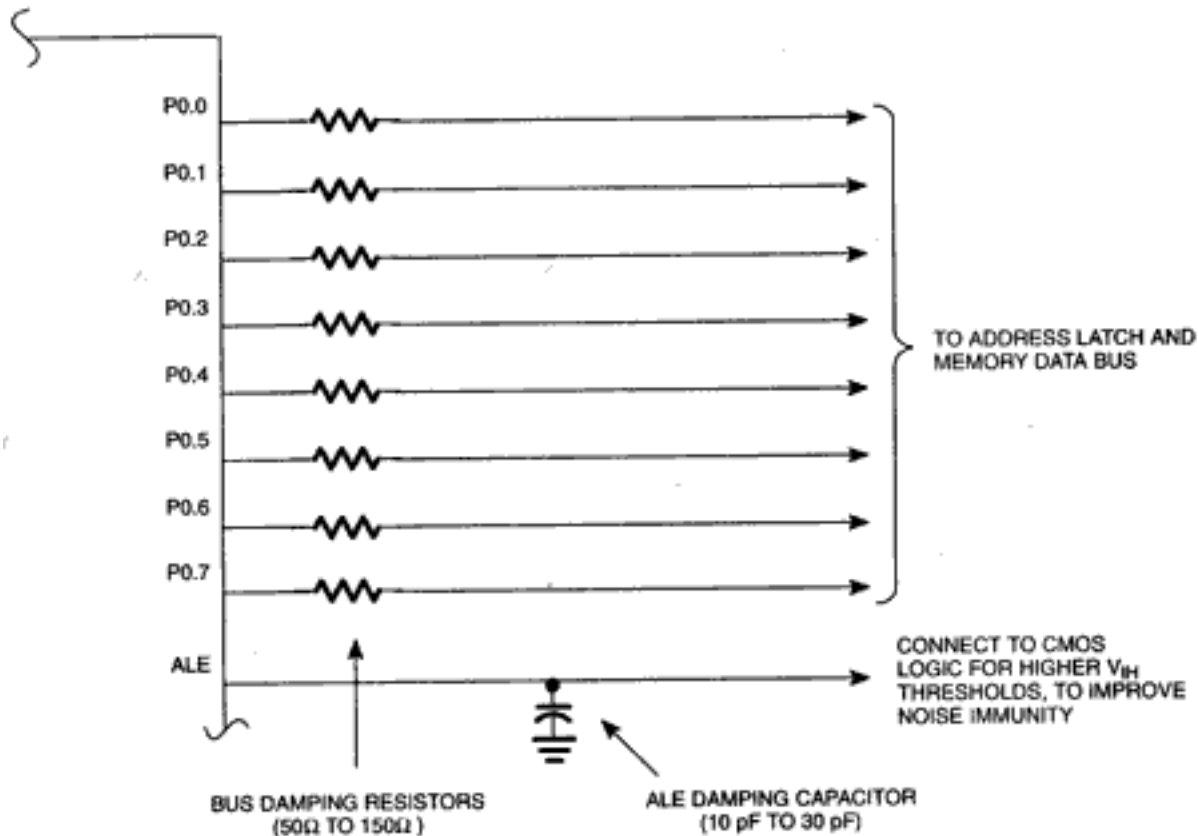 P0.0
P0.1
P0.2
P0.3
P0.4
P0.5
P0.6
P0.7
ALE
TO ADDRESS LATCH AND
MEMORY DATA BUS
CONNECT TO CMOS
LOGIC FOR HIGHER VIH
THRESHOLDS, TO IMPROVE
NOISE IMMUNITY
BUS DAMPING RESISTORS
(50Ω TO 150Ω )
ALE DAMPING CAPACITOR
(10 pF TO 30 pF)